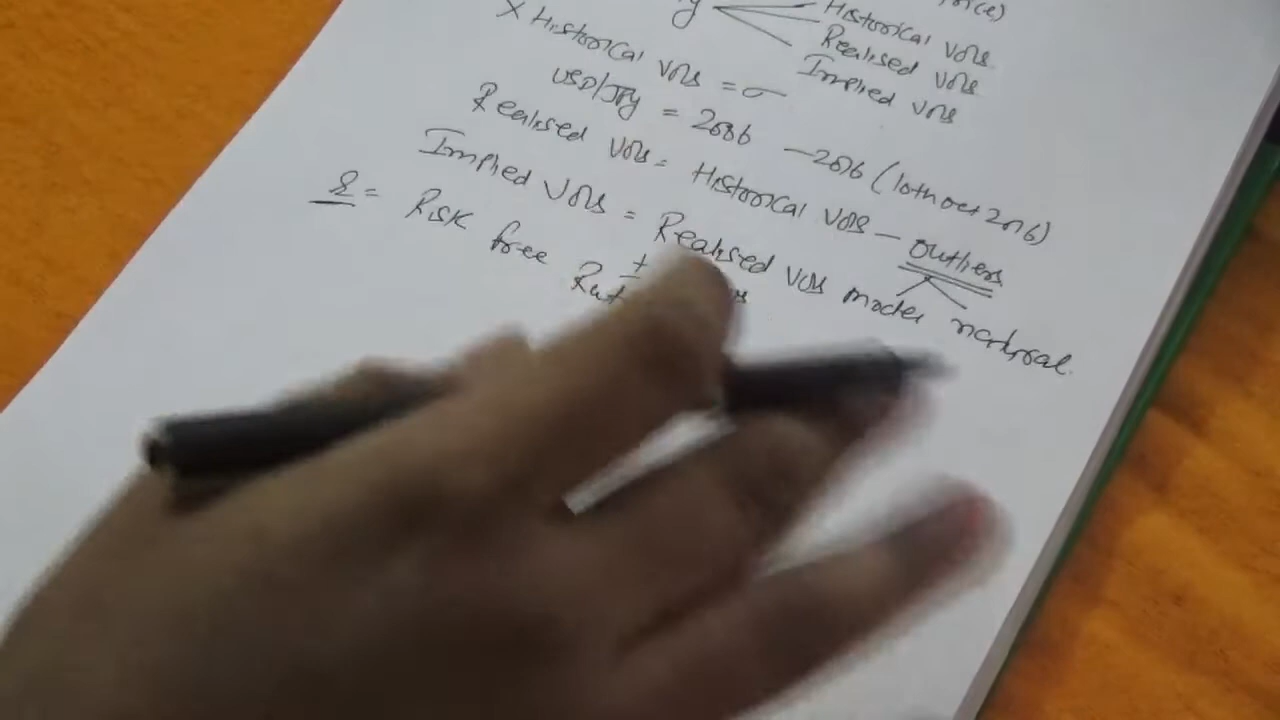 Historical Vols
Realised Vols
Implied Vols
X Historical Vols = σ
USD/JPY = 2006 - 2016 (10th Oct 2016)
Realised Vols = Historical Vols - outliers
Implied Vols = Realised Vols model
+
r = Risk free